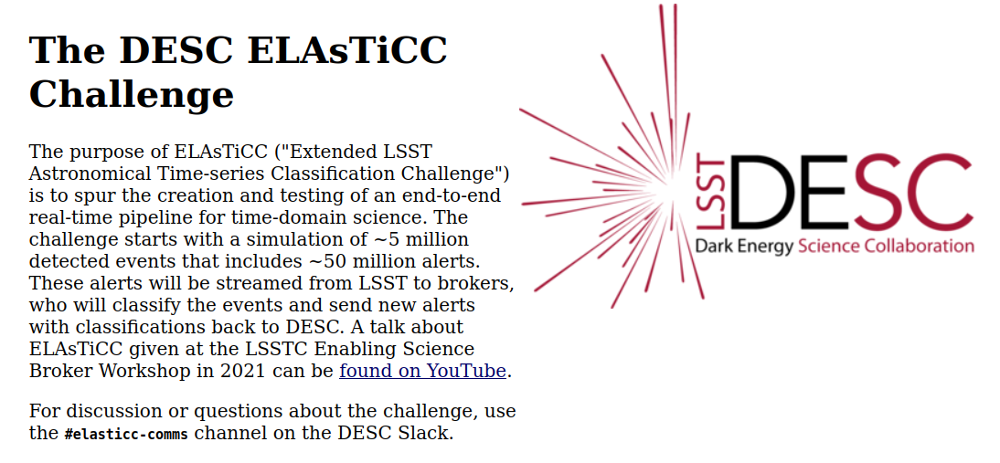 The DESC ELAsTiCC
Challenge
The purpose of ELAsTiCC ("Extended LSST
Astronomical Time-series Classification Challenge")
is to spur the creation and testing of an end-to-end
real-time pipeline for time-domain science. The
challenge starts with a simulation of ~5 million
detected events that includes ~50 million alerts.
These alerts will be streamed from LSST to brokers,
who will classify the events and send new alerts
with classifications back to DESC. A talk about
ELAsTiCC given at the LSSTC Enabling Science
Broker Workshop in 2021 can be found on YouTube.
For discussion or questions about the challenge, use
the #elasticc-comms channel on the DESC Slack.
LSST DESC
Dark Energy Science Collaboration